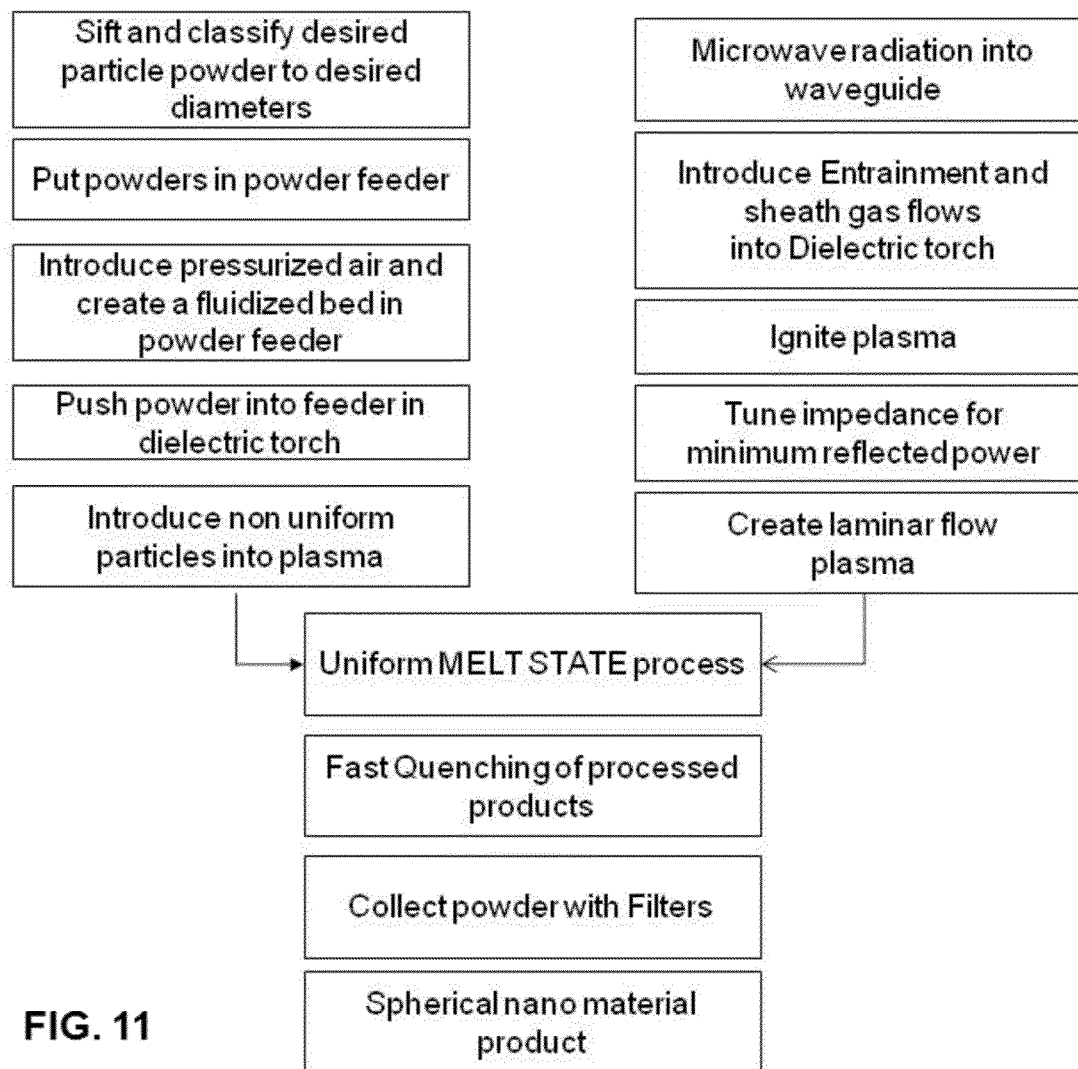 Sift and classify desired
particle powder to desired
diameters
Put powders in powder feeder
Introduce pressurized air and
create a fluidized bed in
powder feeder
Push powder into feeder in
dielectric torch
Introduce non uniform
particles into plasma
Microwave radiation into
waveguide
Introduce Entrainment and
sheath gas flows
into Dielectric torch
Ignite plasma
Tune impedance for
minimum reflected power
Create laminar flow
plasma
Uniform MELT STATE process
Fast Quenching of processed
products
Collect powder with Filters
Spherical nano material
product
FIG. 11